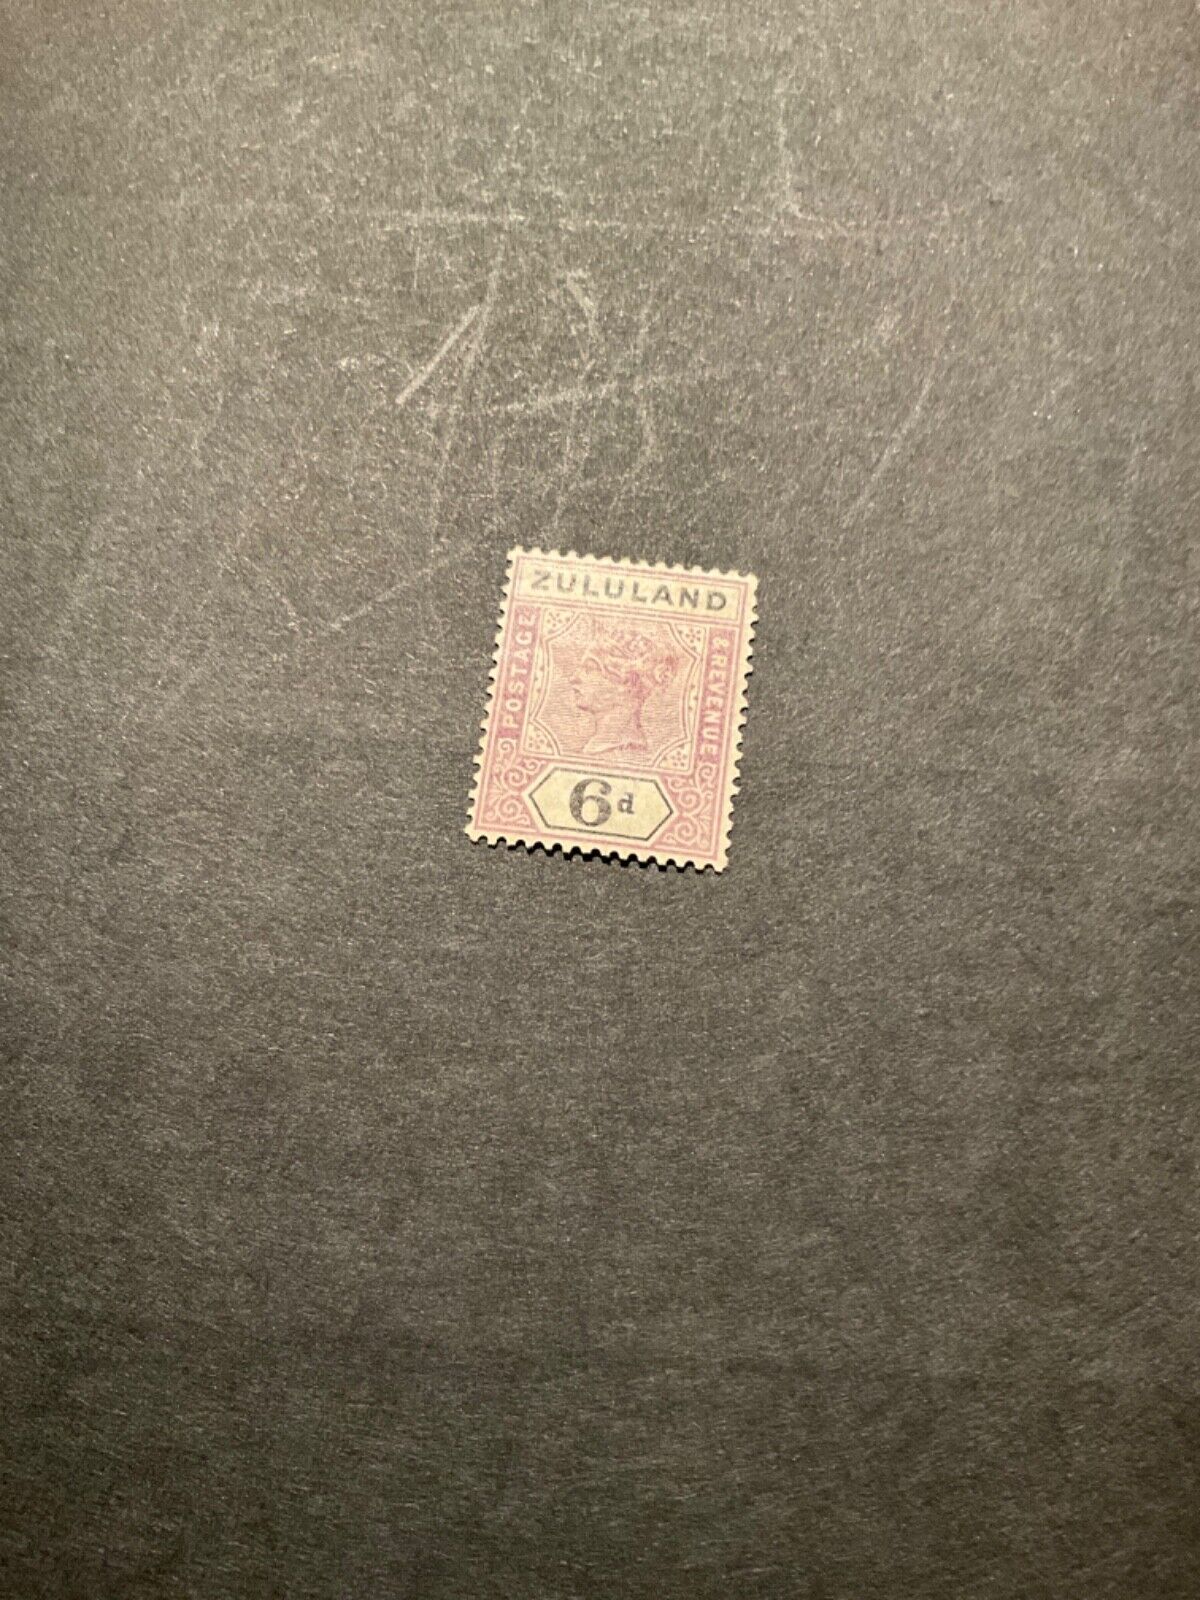 ZULULAND
POSTAGE
& REVENUE
6d